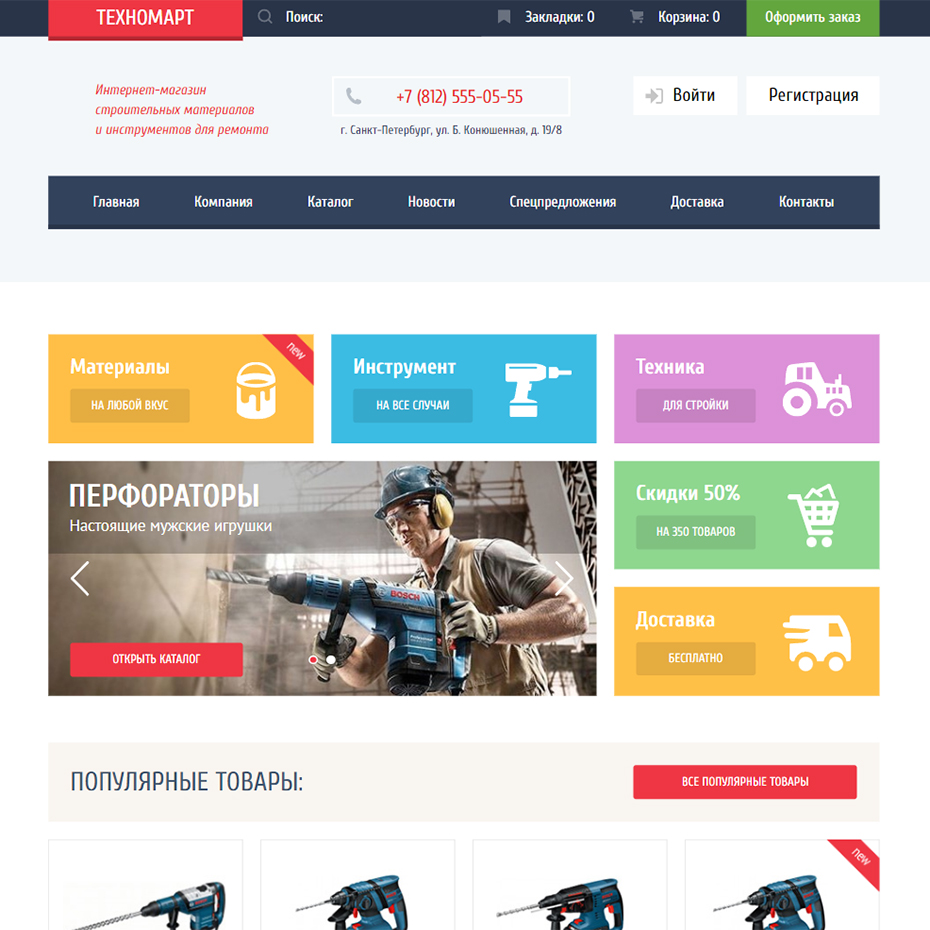 ТЕХНОМАРТ
Поиск:
Закладки: 0
Корзина: 0
Оформить заказ
Интернет-магазин
строительных материалов
и инструментов для ремонта
+7 (812) 555-05-55
г. Санкт-Петербург, ул. Б. Конюшенная, д. 19/8
Войти
Регистрация
Главная
Компания
Каталог
Новости
Спецпредложения
Доставка
Контакты
Материалы
НА ЛЮБОЙ ВКУС
new
Инструмент
НА ВСЕ СЛУЧАИ
Техника
ДЛЯ СТРОЙКИ
ПЕРФОРАТОРЫ
Настоящие мужские игрушки
BOSCH
ОТКРЫТЬ КАТАЛОГ
Скидки 50%
НА 350 ТОВАРОВ
Доставка
БЕСПЛАТНО
ПОПУЛЯРНЫЕ ТОВАРЫ:
ВСЕ ПОПУЛЯРНЫЕ ТОВАРЫ
new